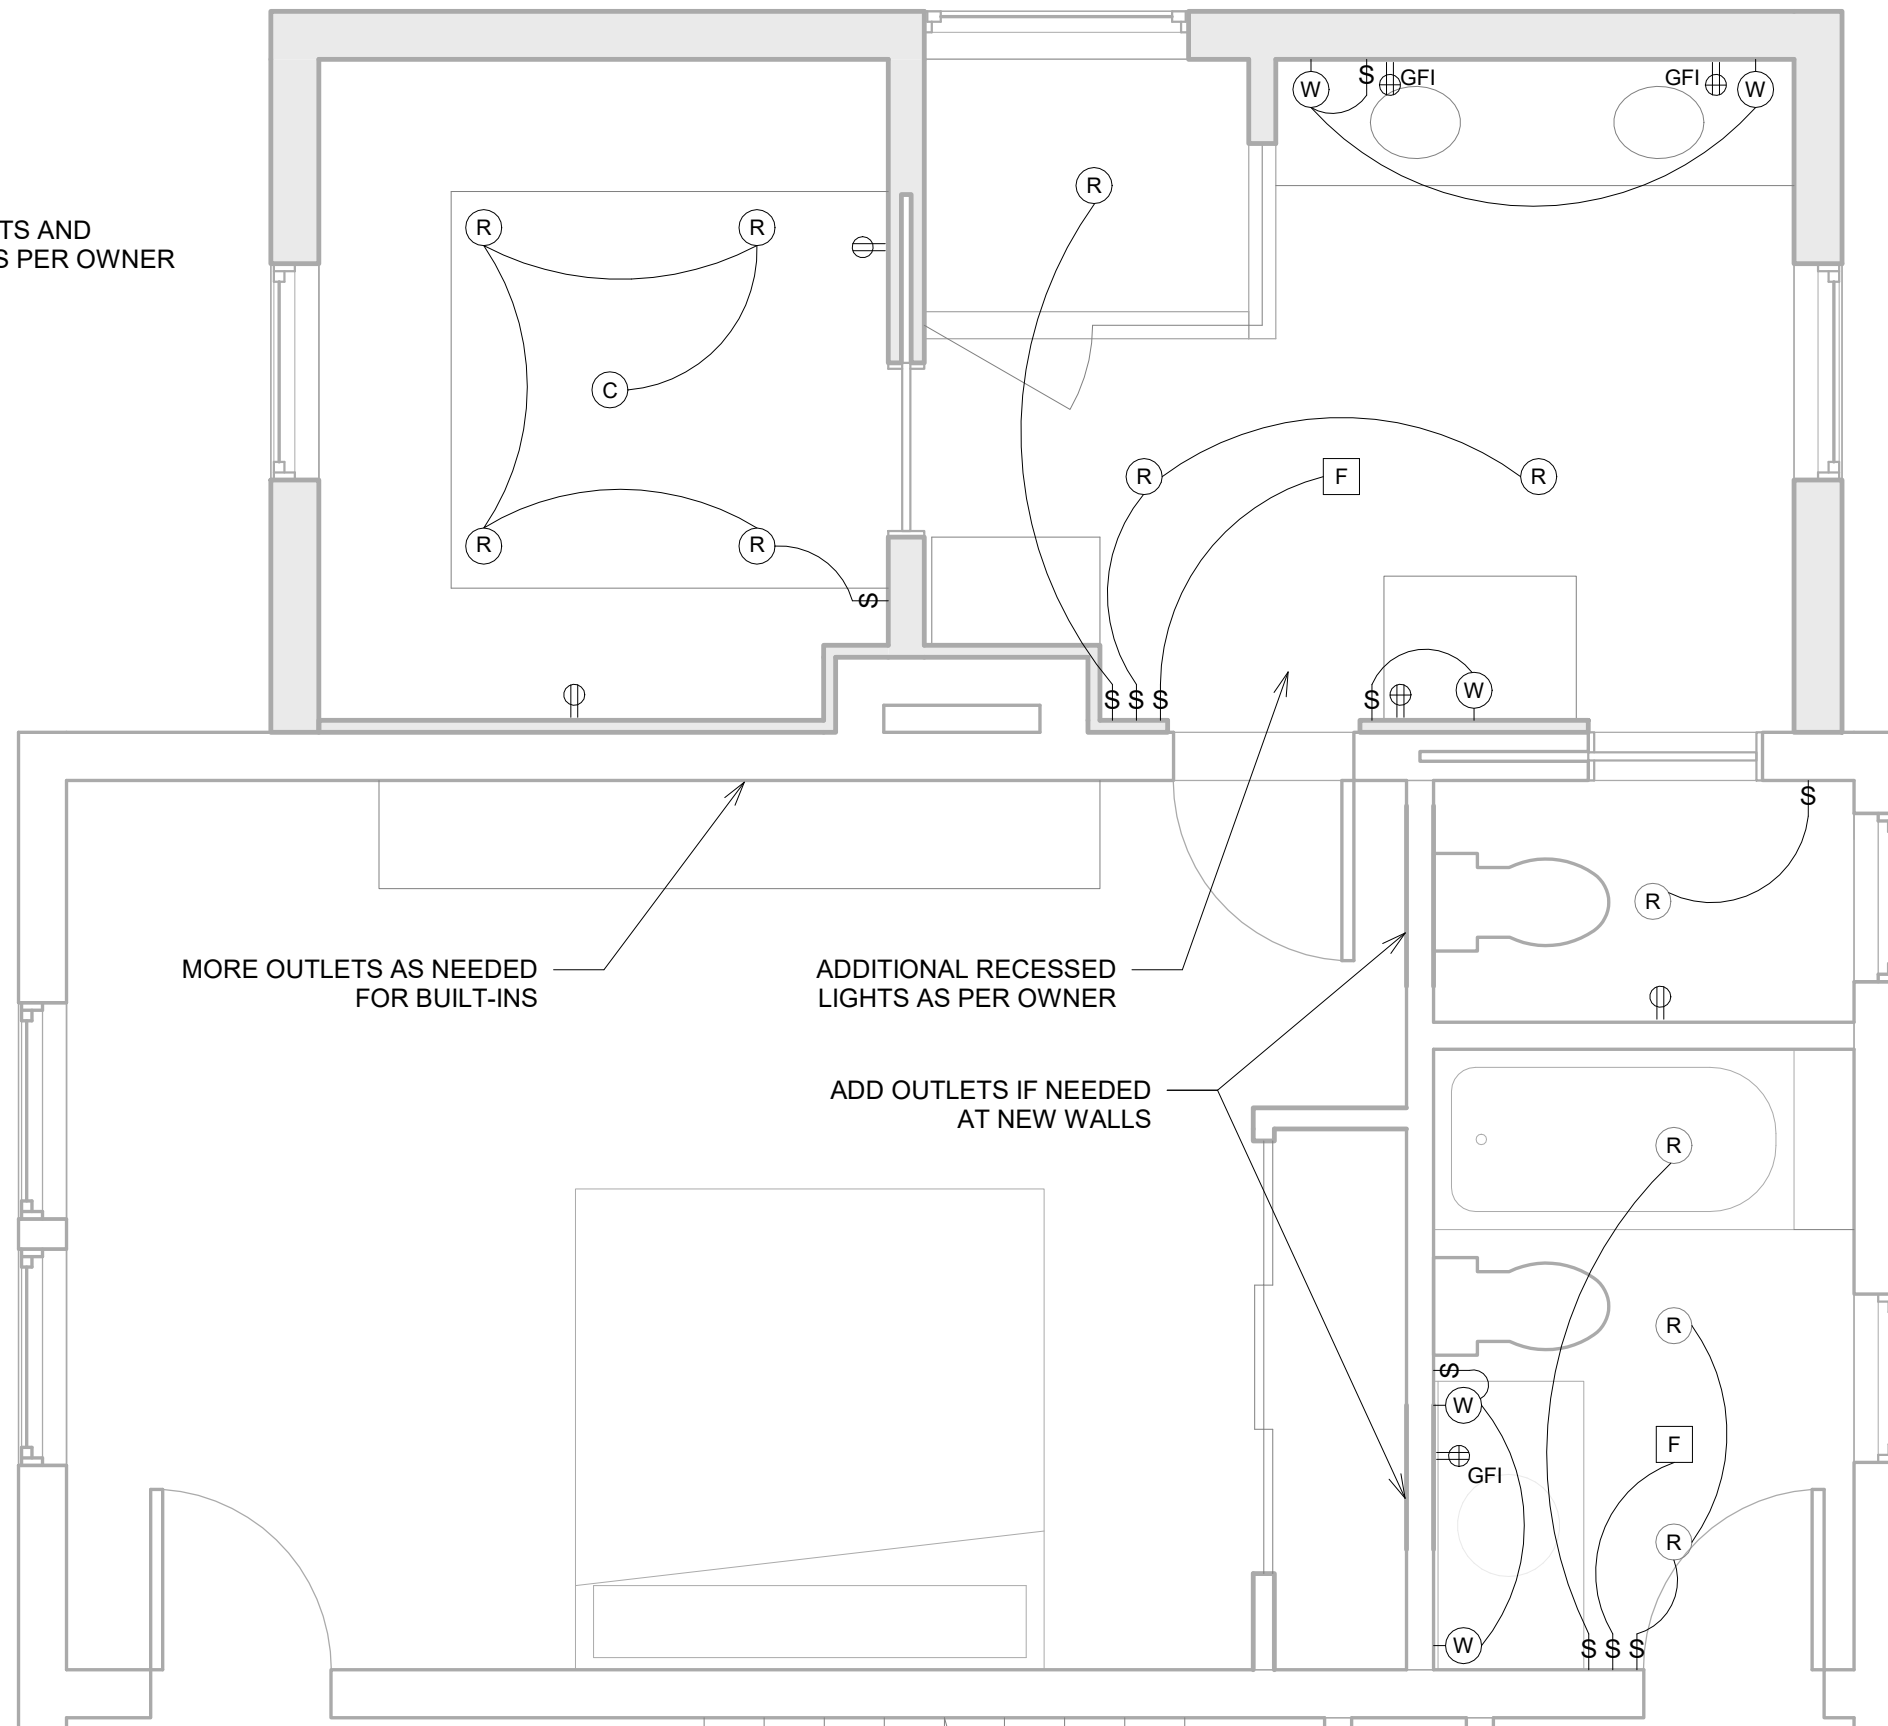 W
S
GFI
GFI
W
R
R
R
TS AND
S PER OWNER
C
R
F
R
R
R
S
S
S
S
S
W
S
R
MORE OUTLETS AS NEEDED
FOR BUILT-INS
ADDITIONAL RECESSED
LIGHTS AS PER OWNER
ADD OUTLETS IF NEEDED
AT NEW WALLS
R
R
S
W
F
GFI
R
W
S
S
S